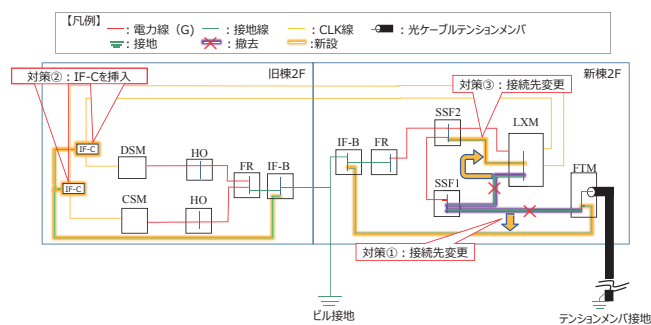 【凡例】
：電力線（G）
：接地線
：CLK線
：光ケーブルテンションメンバ
：接地
：撤去
：新設
対策②：IF-Cを挿入
旧棟2F
新棟2F
対策③：接続先変更
SSF2
LXM
IF-C
DSM
HO
FR
IF-B
IF-B
FR
IF-C
CSM
HO
SSF1
FTM
対策①：接続先変更
ビル接地
テンションメンバ接地